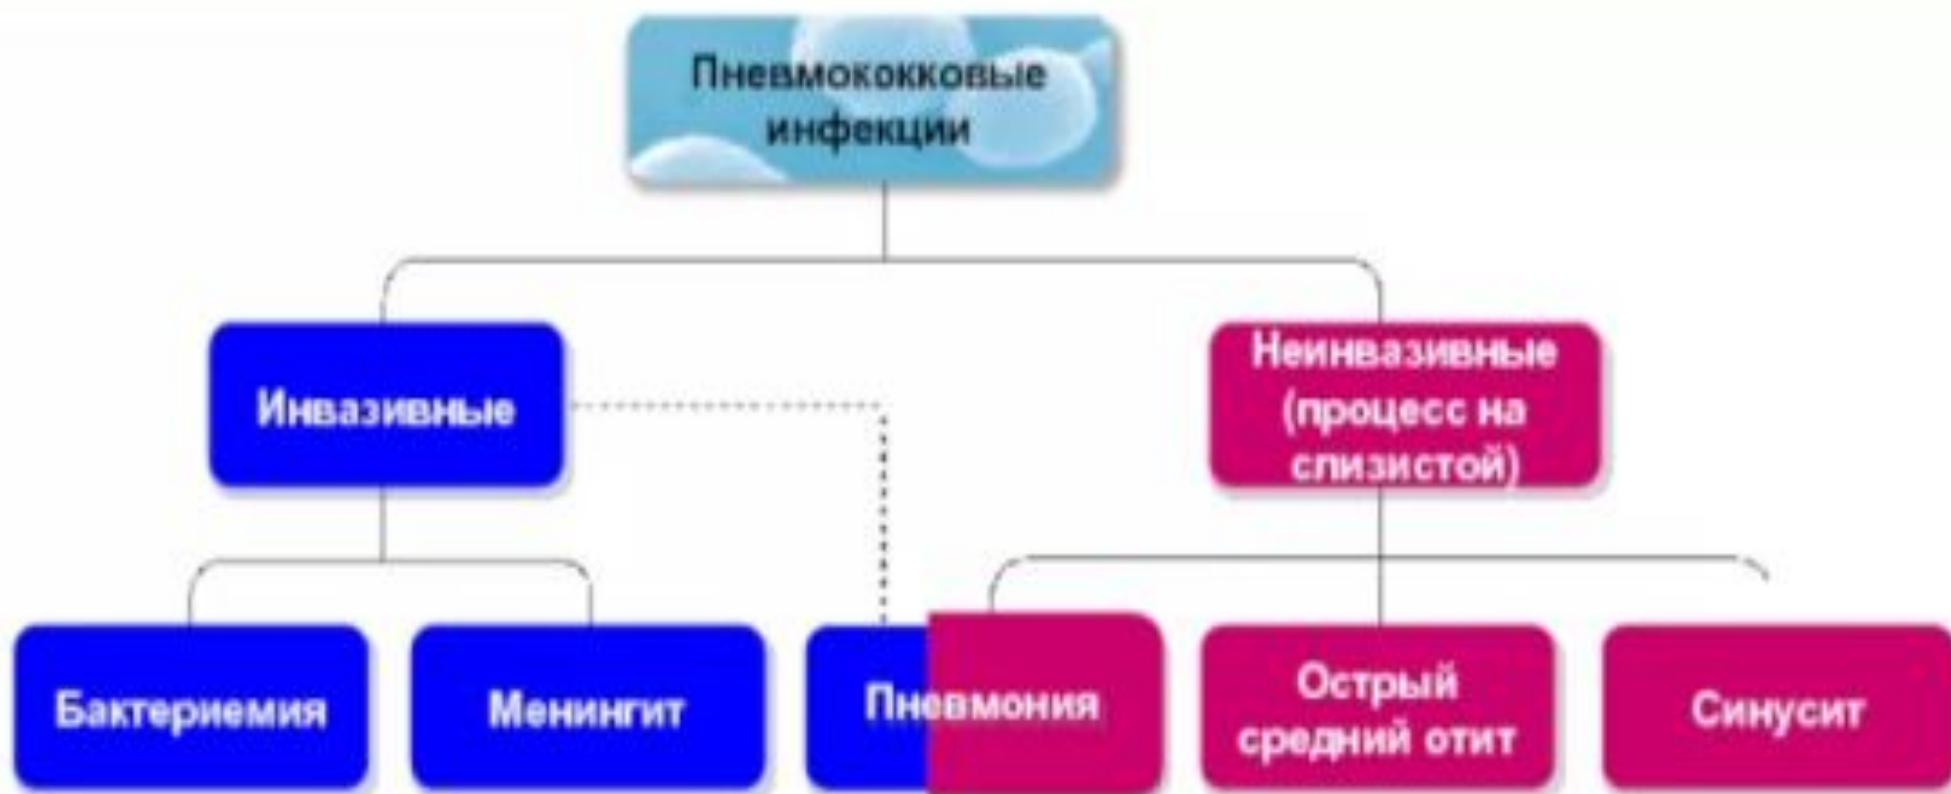 Пневмококковые
инфекции
Инвазивные
Неинвазивные
(процесс на
слизистой)
Бактериемия
Менингит
Пневмония
Острый
средний отит
Синусит